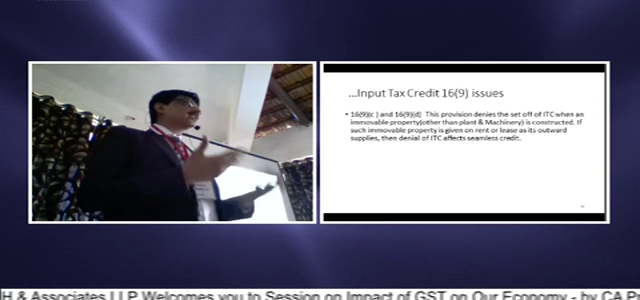 ...Input Tax Credit 16(9) issues
• 16(9)(c ) and 16(9)(d) This provision denies the set off of ITC when an
immovable property(other than plant & Machinery) is constructed. If
such immovable property is given on rent or lease as its outward
supplies, then denial of ITC affects seamless credit.
H & Associates LLP Welcomes you to Session on Impact of GST on Our Economy - by CA